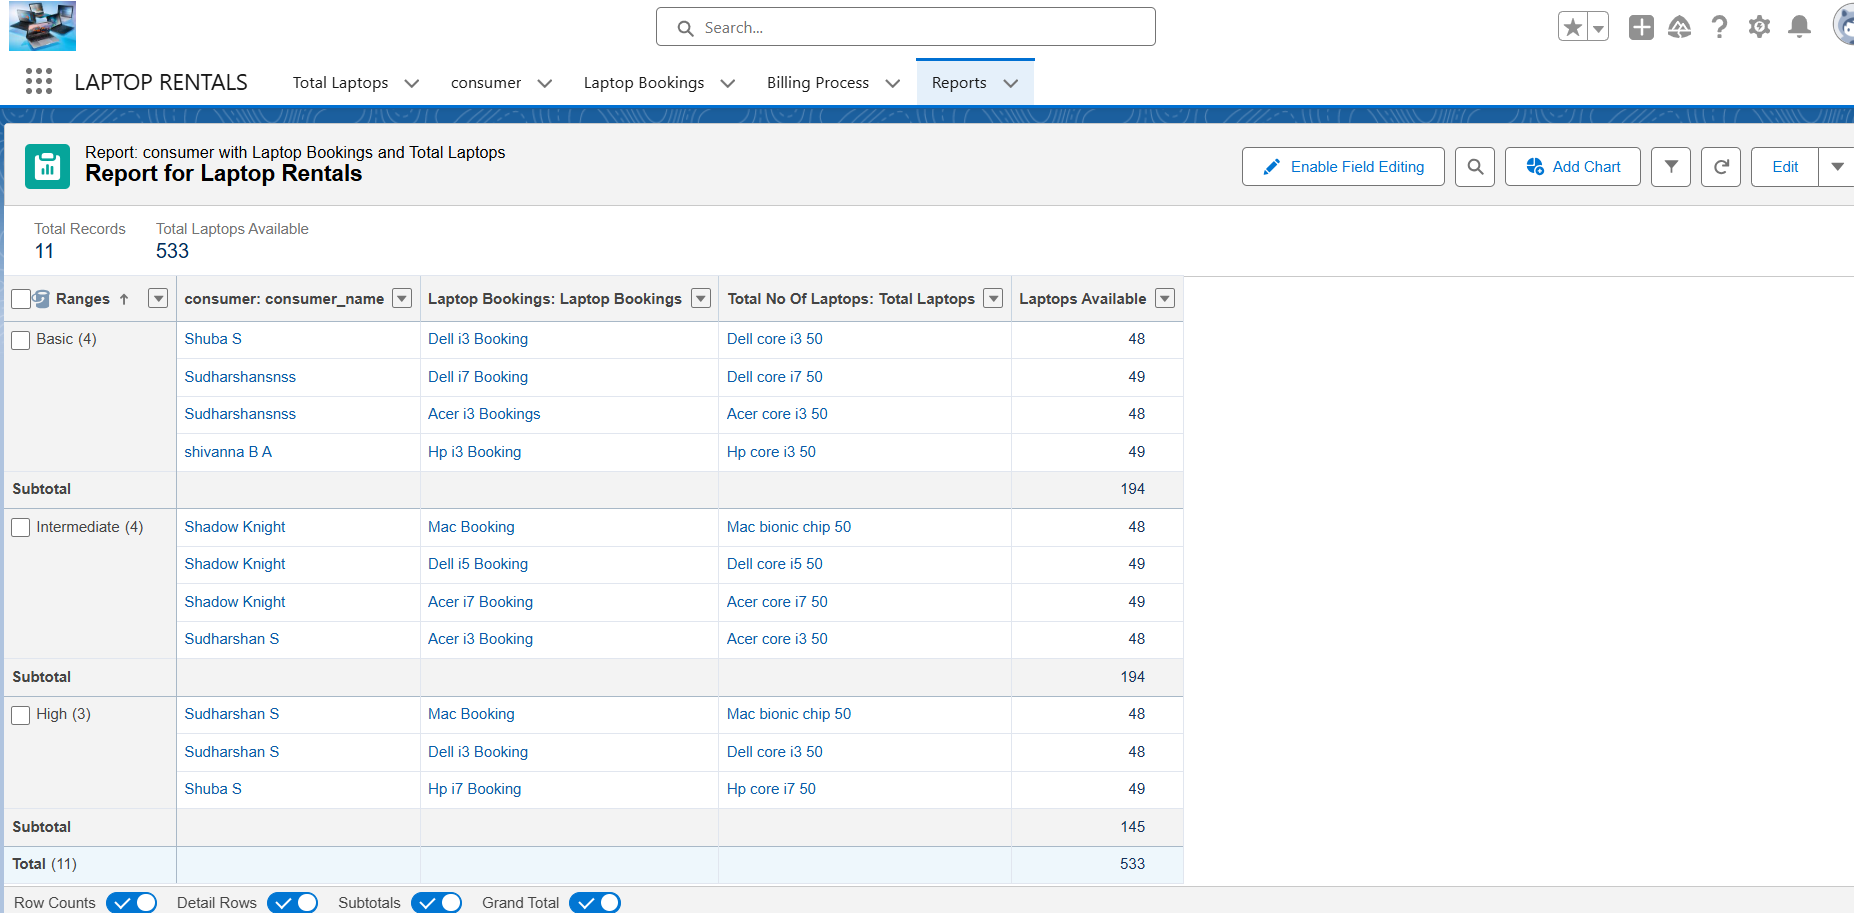 Search...
LAPTOP RENTALS Total Laptops consumer Laptop Bookings Billing Process Reports
Report: consumer with Laptop Bookings and Total Laptops
Report for Laptop Rentals
Enable Field Editing Add Chart Edit
Total Records Total Laptops Available
11 533
Ranges consumer: consumer_name Laptop Bookings: Laptop Bookings Total No Of Laptops: Total Laptops Laptops Available
Basic (4) Shuba S Dell i3 Booking Dell core i3 50 48
Sudharshansnss Dell i7 Booking Dell core i7 50 49
Sudharshansnss Acer i3 Bookings Acer core i3 50 48
shivanna B A Hp i3 Booking Hp core i3 50 49
Subtotal 194
Intermediate (4) Shadow Knight Mac Booking Mac bionic chip 50 48
Shadow Knight Dell i5 Booking Dell core i5 50 49
Shadow Knight Acer i7 Booking Acer core i7 50 49
Sudharshan S Acer i3 Booking Acer core i3 50 48
Subtotal 194
High (3) Sudharshan S Mac Booking Mac bionic chip 50 48
Sudharshan S Dell i3 Booking Dell core i3 50 48
Shuba S Hp i7 Booking Hp core i7 50 49
Subtotal 145
Total (11) 533
Row Counts Detail Rows Subtotals Grand Total